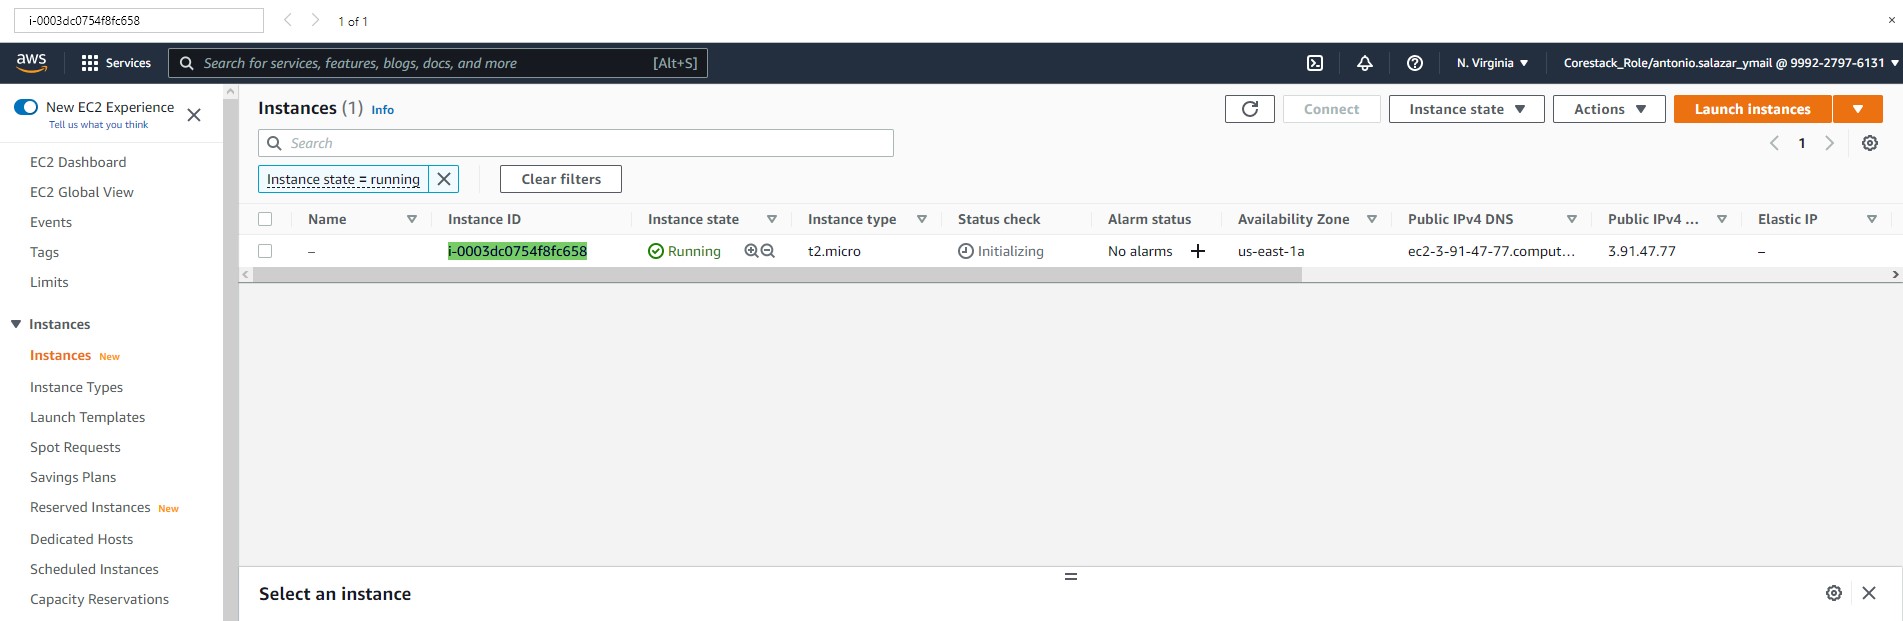 i-0003dc0754f8fc658
1 of 1
aws
Services
Search for services, features, blogs, docs, and more
[Alt+S]
N. Virginia
Corestack_Role/antonio.salazar_ymail @ 9992-2797-6131
New EC2 Experience
Tell us what you think
EC2 Dashboard
EC2 Global View
Events
Tags
Limits
Instances
Instances New
Instance Types
Launch Templates
Spot Requests
Savings Plans
Reserved Instances New
Dedicated Hosts
Scheduled Instances
Capacity Reservations
Instances (1) Info
Connect
Instance state
Actions
Launch instances
Search
1
Instance state = running
Clear filters
Name Instance ID Instance state Instance type Status check Alarm status Availability Zone Public IPv4 DNS Public IPv4 ... Elastic IP
– i-0003dc0754f8fc658 Running t2.micro Initializing No alarms + us-east-1a ec2-3-91-47-77.comput... 3.91.47.77 –
Select an instance